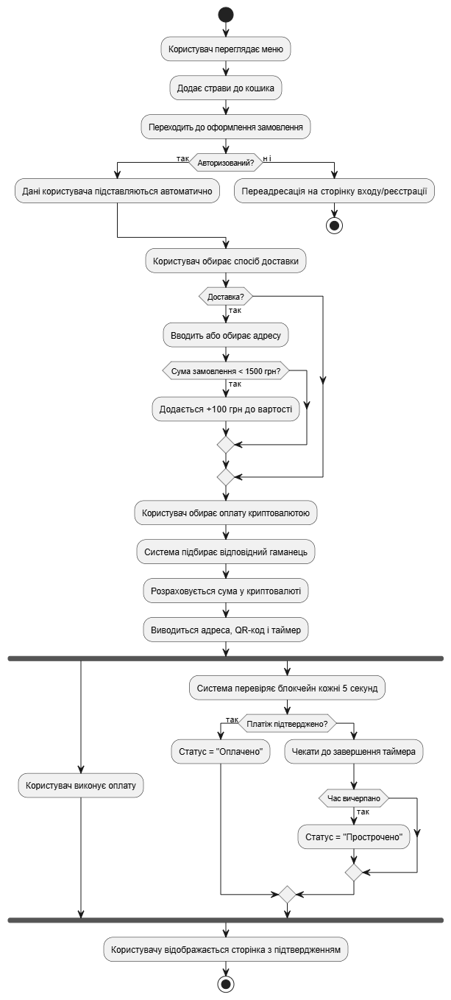 Користувач переглядає меню
Додає страви до кошика
Переходить до оформлення замовлення
так
Авторизований?
ні
Дані користувача підставляються автоматично
Переадресація на сторінку входу/реєстрації
Користувач обирає спосіб доставки
Доставка?
так
Вводить або обирає адресу
Сума замовлення < 1500 грн?
так
Додається +100 грн до вартості
Користувач обирає оплату криптовалютою
Система підбирає відповідний гаманець
Розраховується сума у криптовалюті
Виводиться адреса, QR-код і таймер
Система перевіряє блокчейн кожні 5 секунд
так
Платіж підтверджено?
Статус = "Оплачено"
Чекати до завершення таймера
Користувач виконує оплату
Час вичерпано
так
Статус = "Прострочено"
Користувачу відображається сторінка з підтвердженням